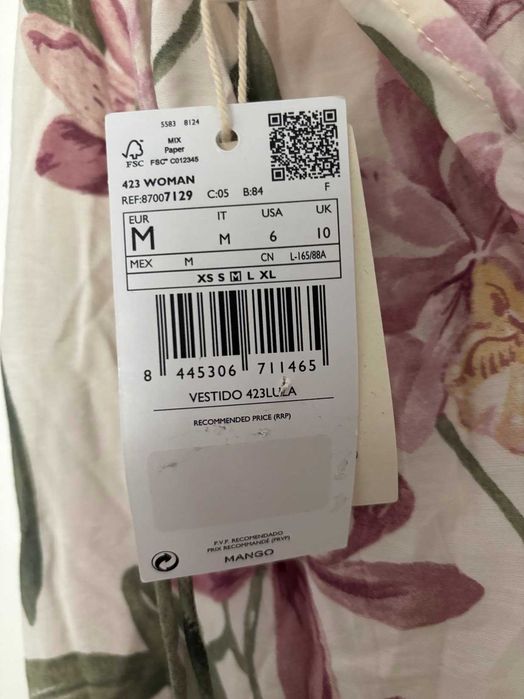 5583 8124
MIX
Paper
FSC FSC® C012345
423 WOMAN C:05 B:84 F
REF:87007129
EUR IT USA UK
M M 6 10
MEX M CN L-165/88A
XS S M L XL
8 445306 711465
VESTIDO 423LULA
RECOMMENDED PRICE (RRP)
P.V.P. RECOMENDADO
PRIX RECOMMANDÉ (PRVP)
MANGO